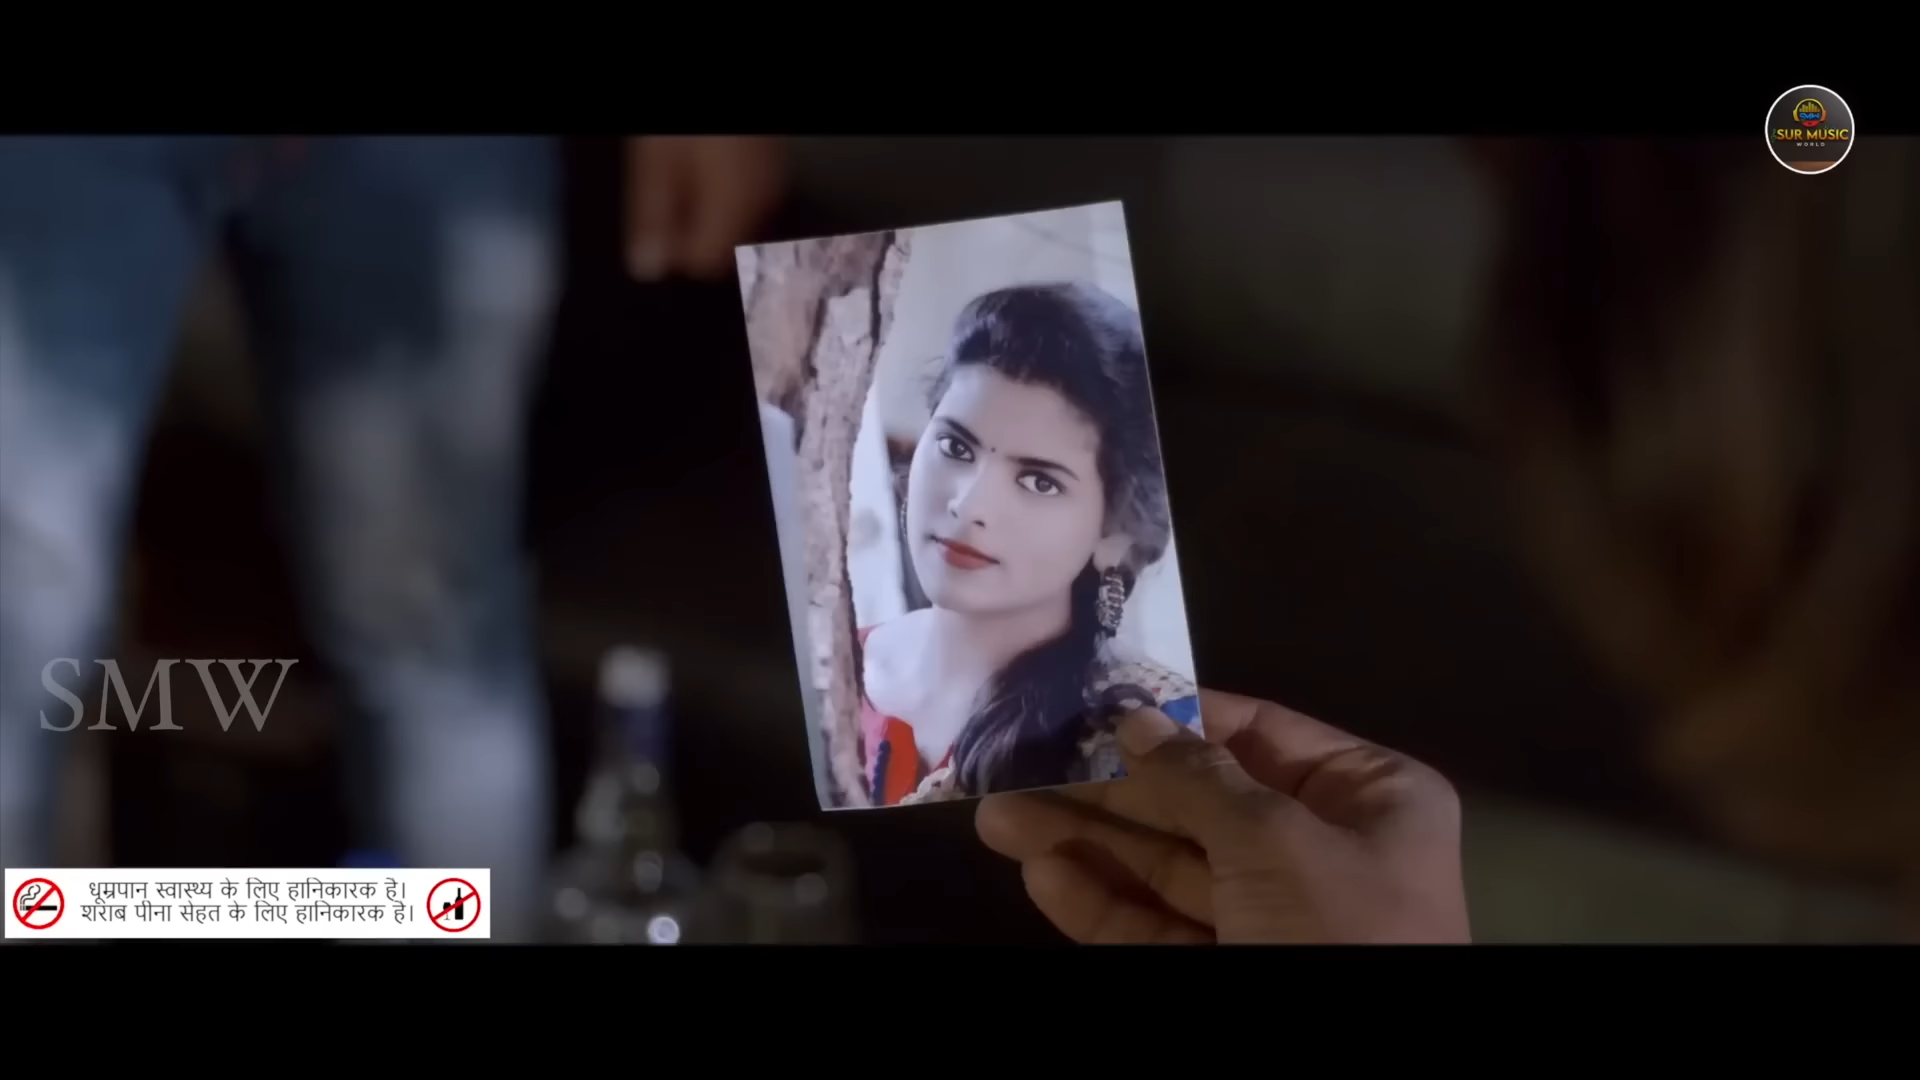 SUR MUSIC
WORLD
SMW
धूम्रपान स्वास्थ्य के लिए हानिकारक है।
शराब पीना सेहत के लिए हानिकारक है।